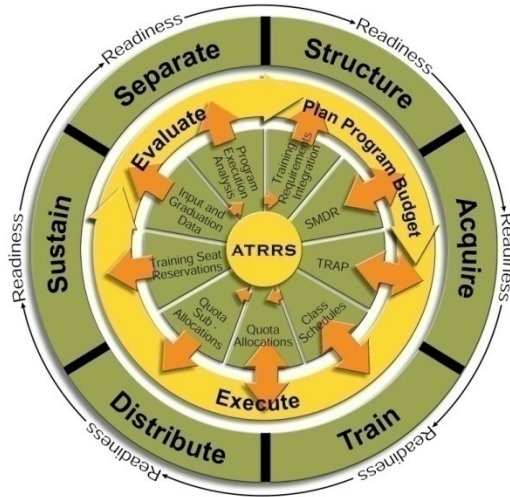 Readiness
Readiness
Readiness
Readiness
Readiness
Readiness
Structure
Acquire
Train
Distribute
Sustain
Separate
Plan Program Budget
Execute
Evaluate
Training
Requirements
Integration
SMDR
TRAP
Class
Schedules
Quota
Allocations
Quota
Sub -
Allocations
Training Seat
Reservations
Input and
Graduation
Data
Program
Execution
Analysis
ATRRS